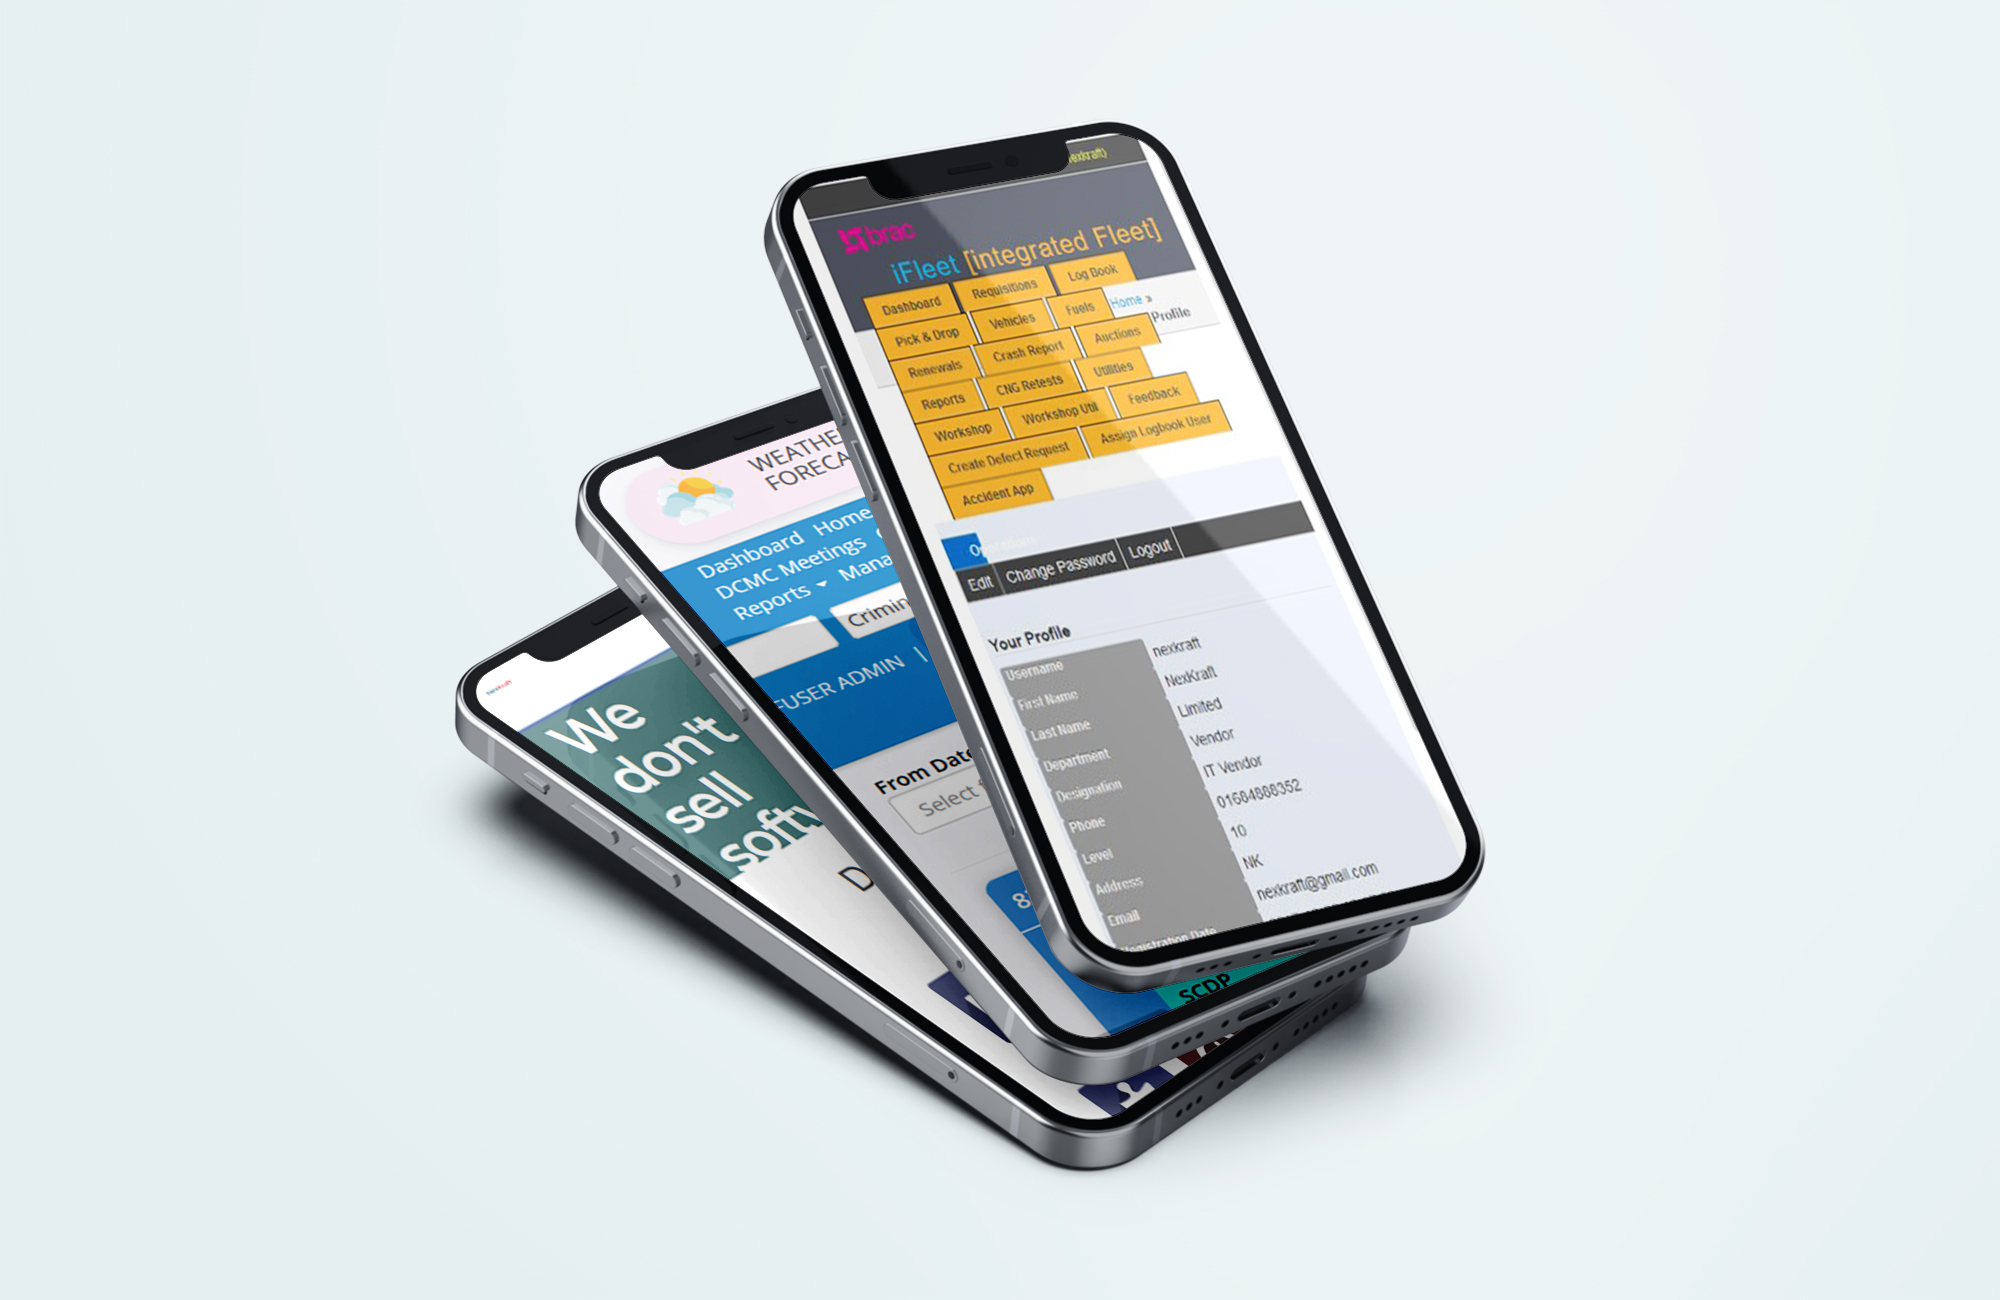 nexkraft)
brac
iFleet [integrated Fleet]
Dashboard Requisitions Log Book
Pick & Drop Vehicles Fuels
Home »
Profile
Renewals Crash Report Auctions
Reports CNG Retests Utilities
Workshop Workshop Util Feedback
Create Defect Request Assign Logbook User
Accident App
Operations
Edit Change Password Logout
Your Profile
Username nexkraft
First Name NexKraft
Last Name Limited
Department Vendor
Designation IT Vendor
Phone 01684888352
Level 10
Address NK
Email nexkraft@gmail.com
Registration Date
WEATHE
FORECA
Dashboard Home
DCMC Meetings
Reports Mana
Crimin
FUSER ADMIN |
From Date
Select
8
SCDP
NexKraft
We
don't
sell
softw
D